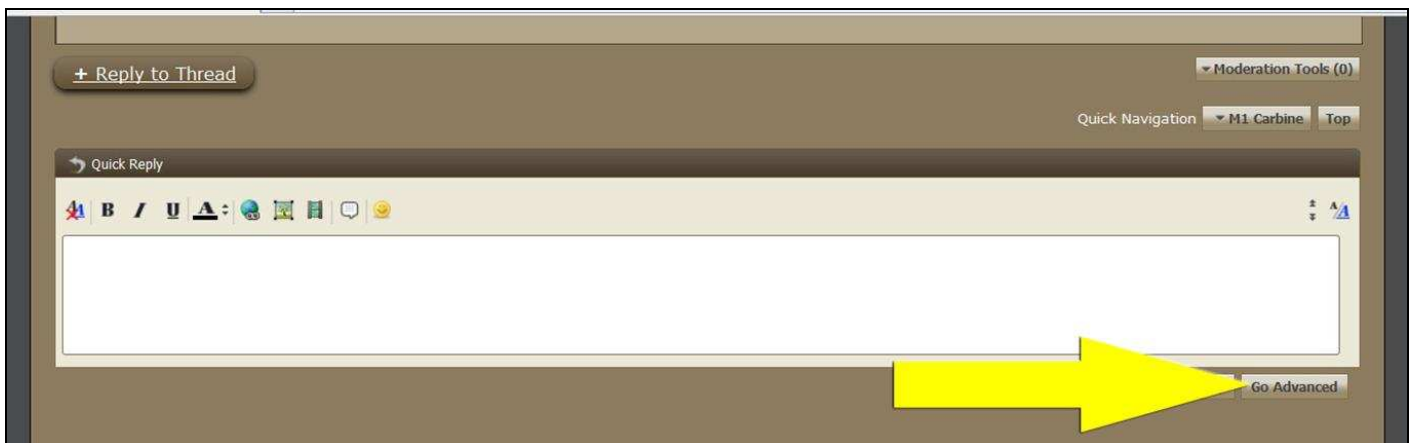 + Reply to Thread
Moderation Tools (0)
Quick Navigation M1 Carbine Top
Quick Reply
B I U A
Go Advanced